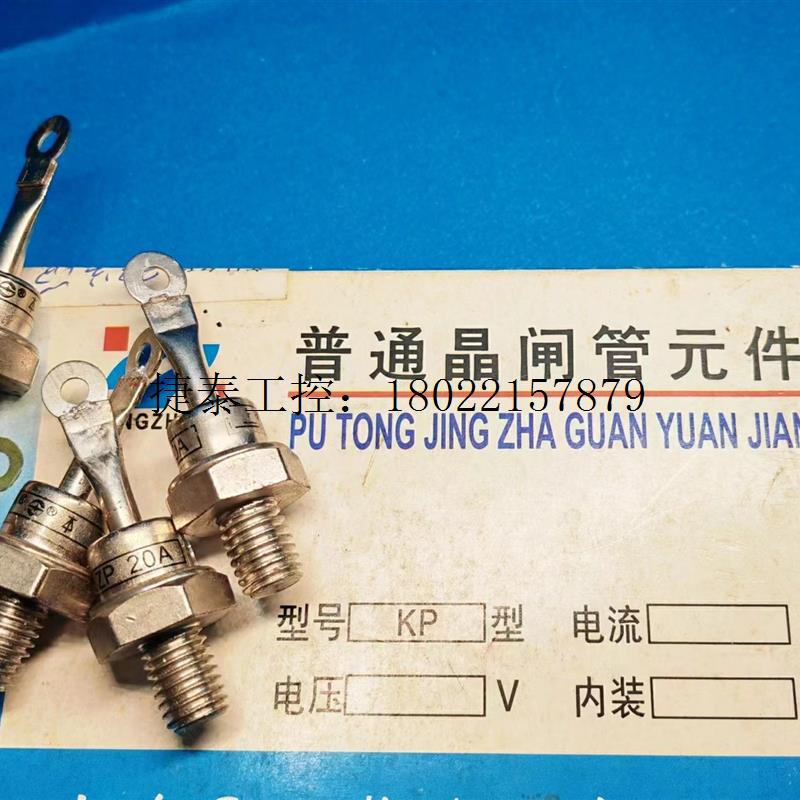 普通晶闸管元件
捷泰工控：18022157879
PU TONG JING ZHA GUAN YUAN JIAN
ZP 20A
型号 KP 型 电流
电压 V 内装